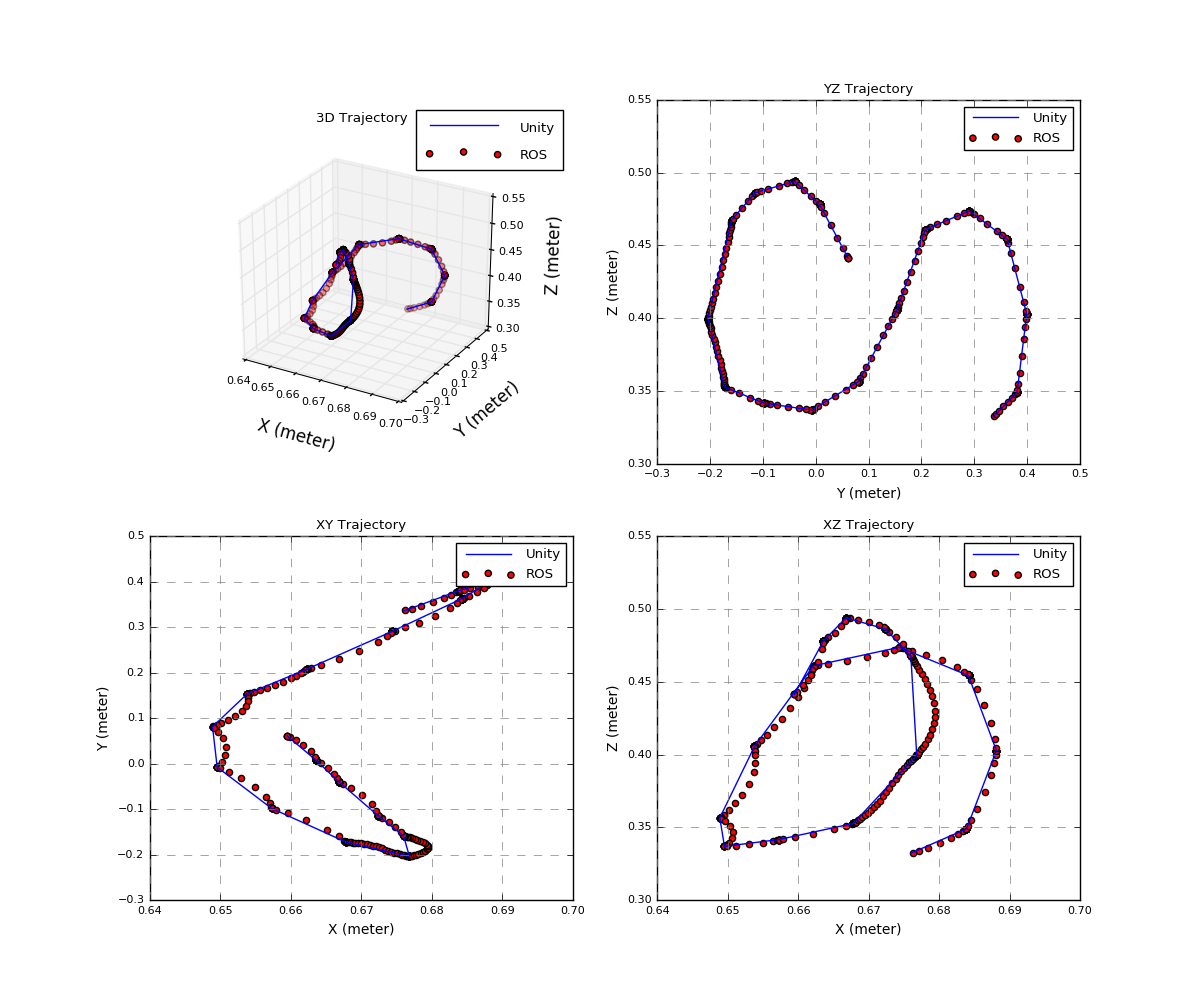 3D Trajectory
Unity
ROS
0.55
0.50
0.45
0.40
0.35
0.30
Z (meter)
0.64
0.65
0.66
0.67
0.68
0.69
0.70
X (meter)
−0.3
−0.2
−0.1
0.0
0.1
0.2
0.3
0.4
0.5
Y (meter)
YZ Trajectory
Unity
ROS
0.55
0.50
0.45
0.40
0.35
0.30
Z (meter)
−0.3 −0.2 −0.1 0.0 0.1 0.2 0.3 0.4 0.5
Y (meter)
XY Trajectory
Unity
ROS
0.5
0.4
0.3
0.2
0.1
0.0
−0.1
−0.2
−0.3
Y (meter)
0.64 0.65 0.66 0.67 0.68 0.69 0.70
X (meter)
XZ Trajectory
Unity
ROS
0.55
0.50
0.45
0.40
0.35
0.30
Z (meter)
0.64 0.65 0.66 0.67 0.68 0.69 0.70
X (meter)